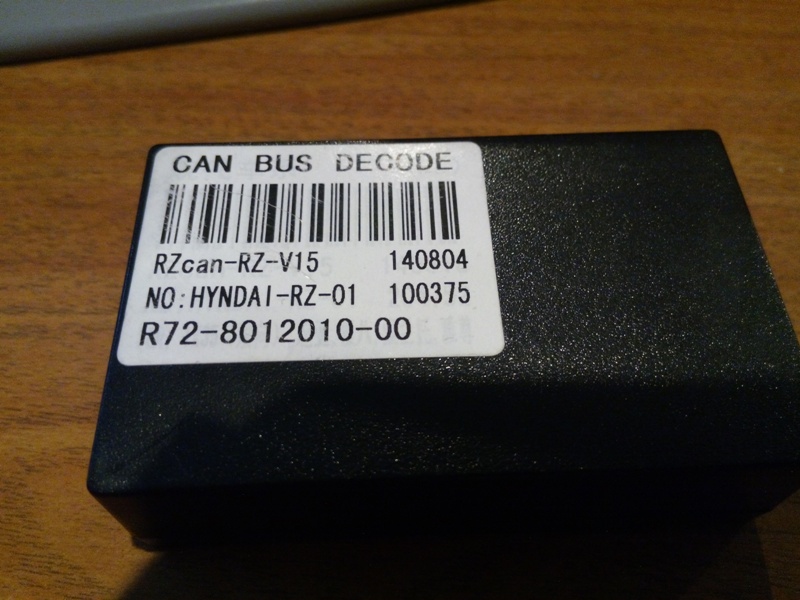 CAN BUS DECODE
RZcan-RZ-V15 140804
NO:HYNDAI-RZ-01 100375
R72-8012010-00